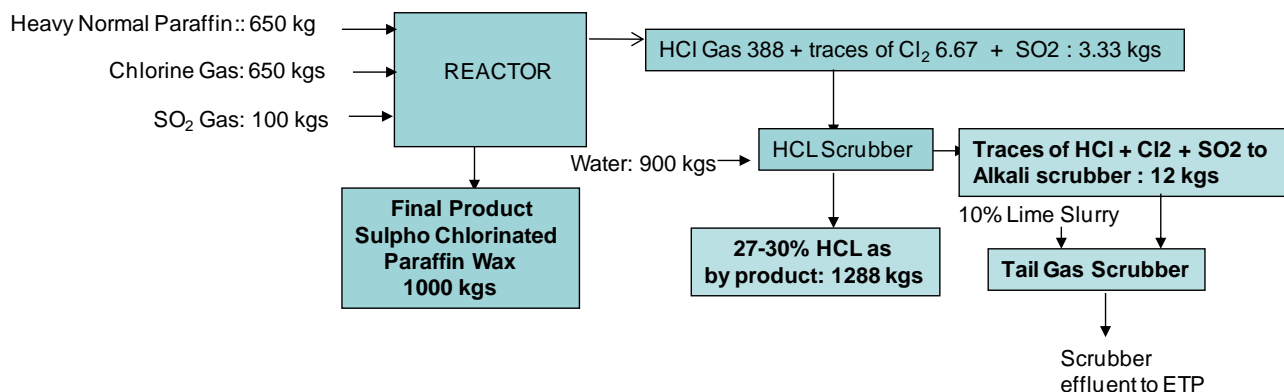 Heavy Normal Paraffin:: 650 kg
Chlorine Gas: 650 kgs
SO₂ Gas: 100 kgs
REACTOR
HCl Gas 388 + traces of Cl₂ 6.67 + SO2 : 3.33 kgs
Water: 900 kgs
HCL Scrubber
Traces of HCl + Cl2 + SO2 to
Alkali scrubber : 12 kgs
Final Product
Sulpho Chlorinated
Paraffin Wax
1000 kgs
27-30% HCL as
by product: 1288 kgs
10% Lime Slurry
Tail Gas Scrubber
Scrubber
effluent to ETP